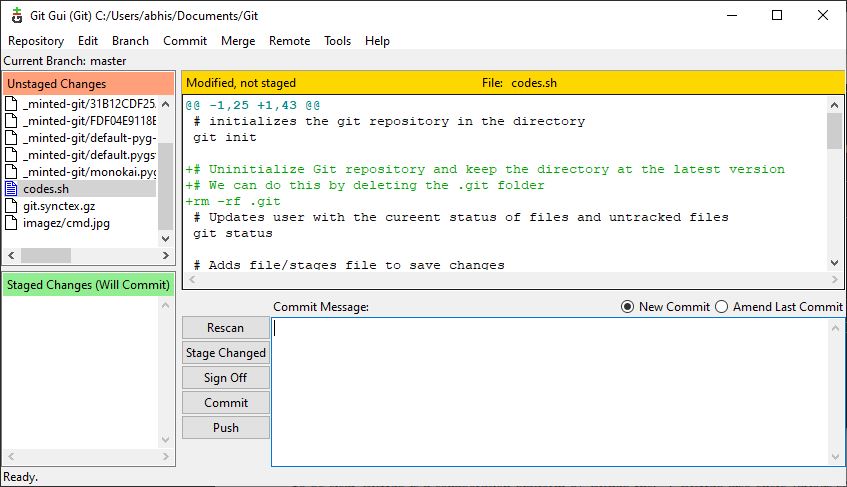 Git Gui (Git) C:/Users/abhis/Documents/Git
Repository Edit Branch Commit Merge Remote Tools Help
Current Branch: master
Unstaged Changes
_minted-git/31B12CDF25
_minted-git/FDF04E9118E
_minted-git/default-pyg-
_minted-git/default.pygs
_minted-git/monokai.pyg
codes.sh
git.synctex.gz
imagez/cmd.jpg
Staged Changes (Will Commit)
Modified, not staged File: codes.sh
@@ -1,25 +1,43 @@
# initializes the git repository in the directory
git init
+# Uninitialize Git repository and keep the directory at the latest version
+# We can do this by deleting the .git folder
+rm -rf .git
# Updates user with the cureent status of files and untracked files
git status
# Adds file/stages file to save changes
Commit Message: New Commit Amend Last Commit
Rescan
Stage Changed
Sign Off
Commit
Push
Ready.